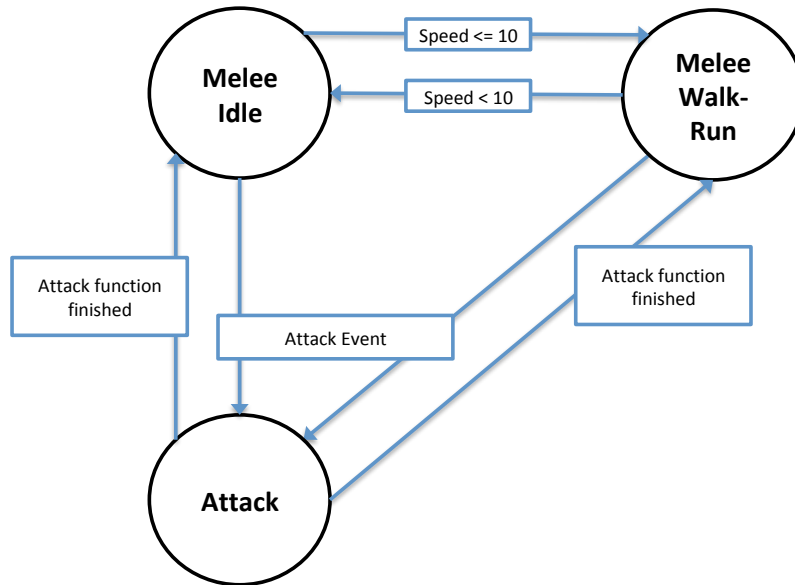 Speed <= 10
Melee
Idle
Melee
Walk-
Run
Speed < 10
Attack function
finished
Attack function
finished
Attack Event
Attack